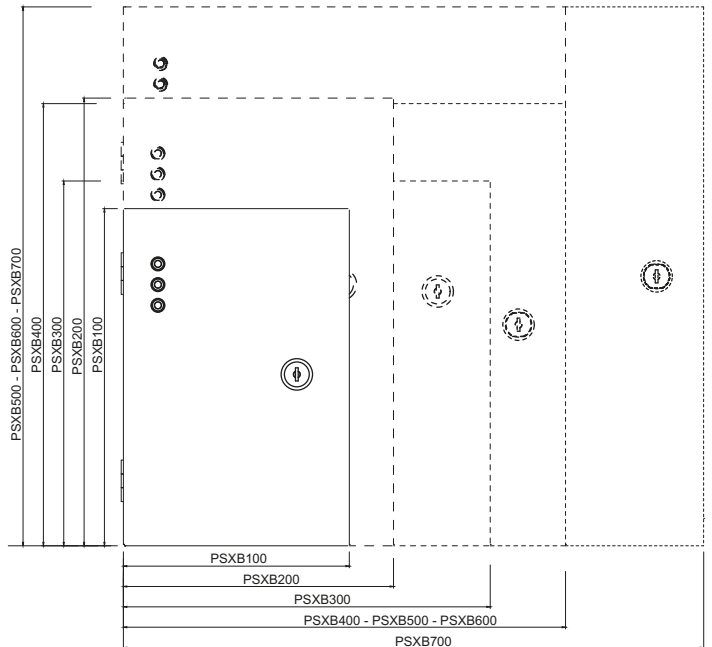 PSXB500 - PSXB600 - PSXB700
PSXB400
PSXB300
PSXB200
PSXB100
PSXB100
PSXB200
PSXB300
PSXB400 - PSXB500 - PSXB600
PSXB700